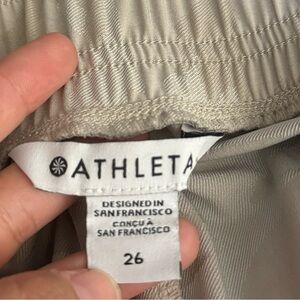 ATHLETA
DESIGNED IN
SAN FRANCISCO
CONÇU À
SAN FRANCISCO
26